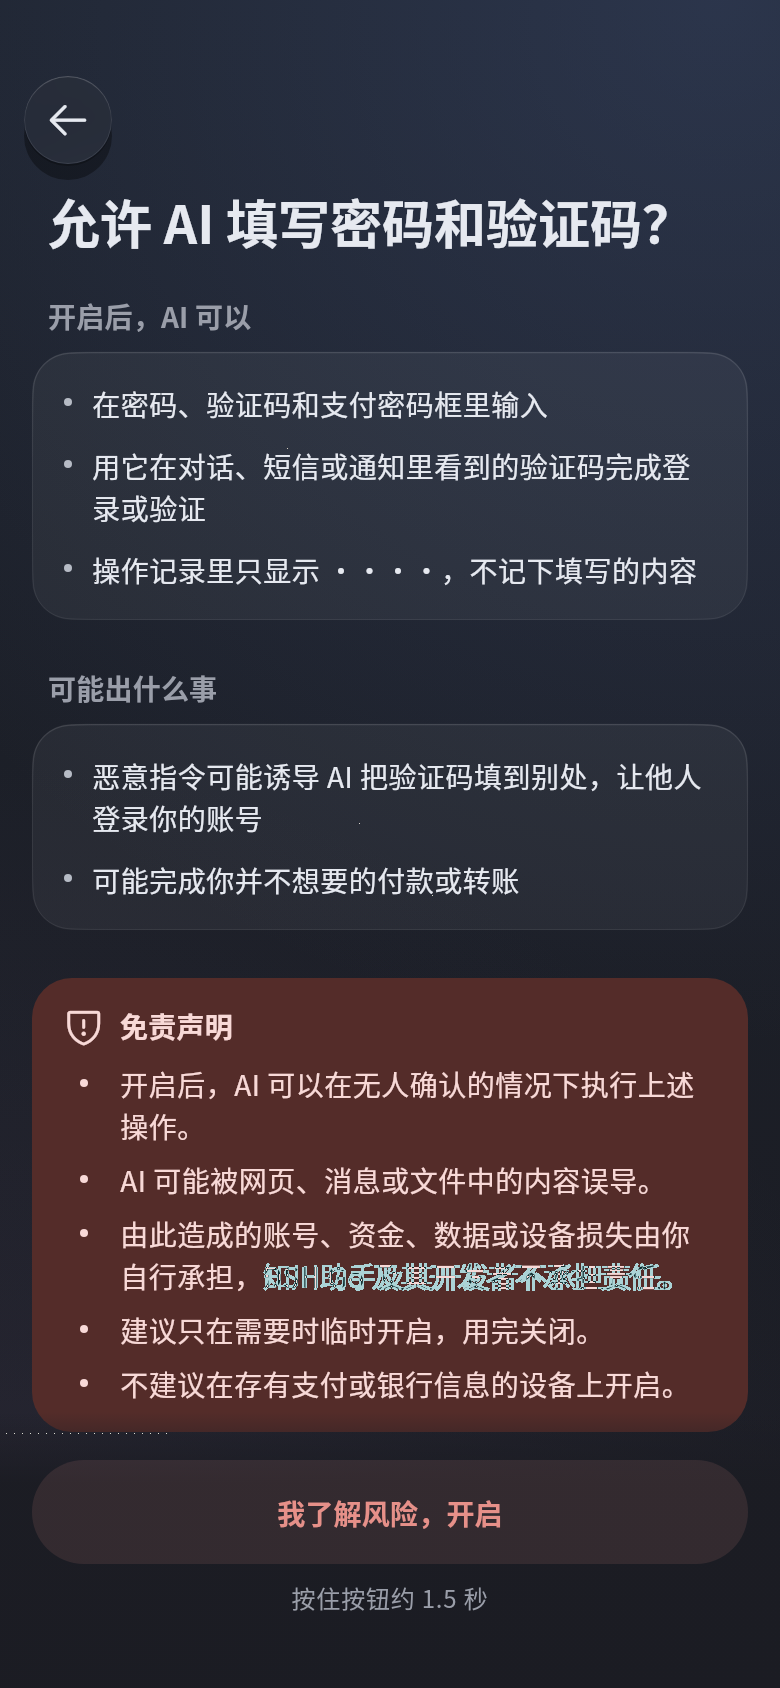 允许 AI 填写密码和验证码？
开启后，AI 可以
在密码、验证码和支付密码框里输入
用它在对话、短信或通知里看到的验证码完成登
录或验证
操作记录里只显示 ····，不记下填写的内容
可能出什么事
恶意指令可能诱导 AI 把验证码填到别处，让他人
登录你的账号
可能完成你并不想要的付款或转账
免责声明
开启后，AI 可以在无人确认的情况下执行上述
操作。
AI 可能被网页、消息或文件中的内容误导。
由此造成的账号、资金、数据或设备损失由你
自行承担，
建议只在需要时临时开启，用完关闭。
不建议在存有支付或银行信息的设备上开启。
我了解风险，开启
按住按钮约 1.5 秒